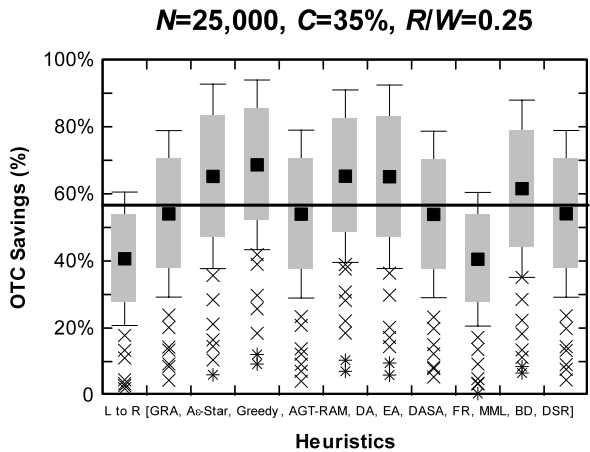 N=25,000, C=35%, R/W=0.25
100%
80%
60%
40%
20%
0
OTC Savings (%)
L to R [GRA, Aε-Star, Greedy, AGT-RAM, DA, EA, DASA, FR, MML, BD, DSR]
Heuristics